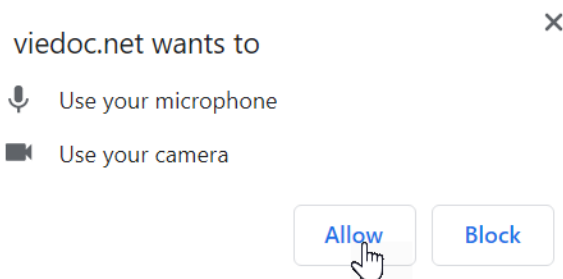 viedoc.net wants to
Use your microphone
Use your camera
Allow Block